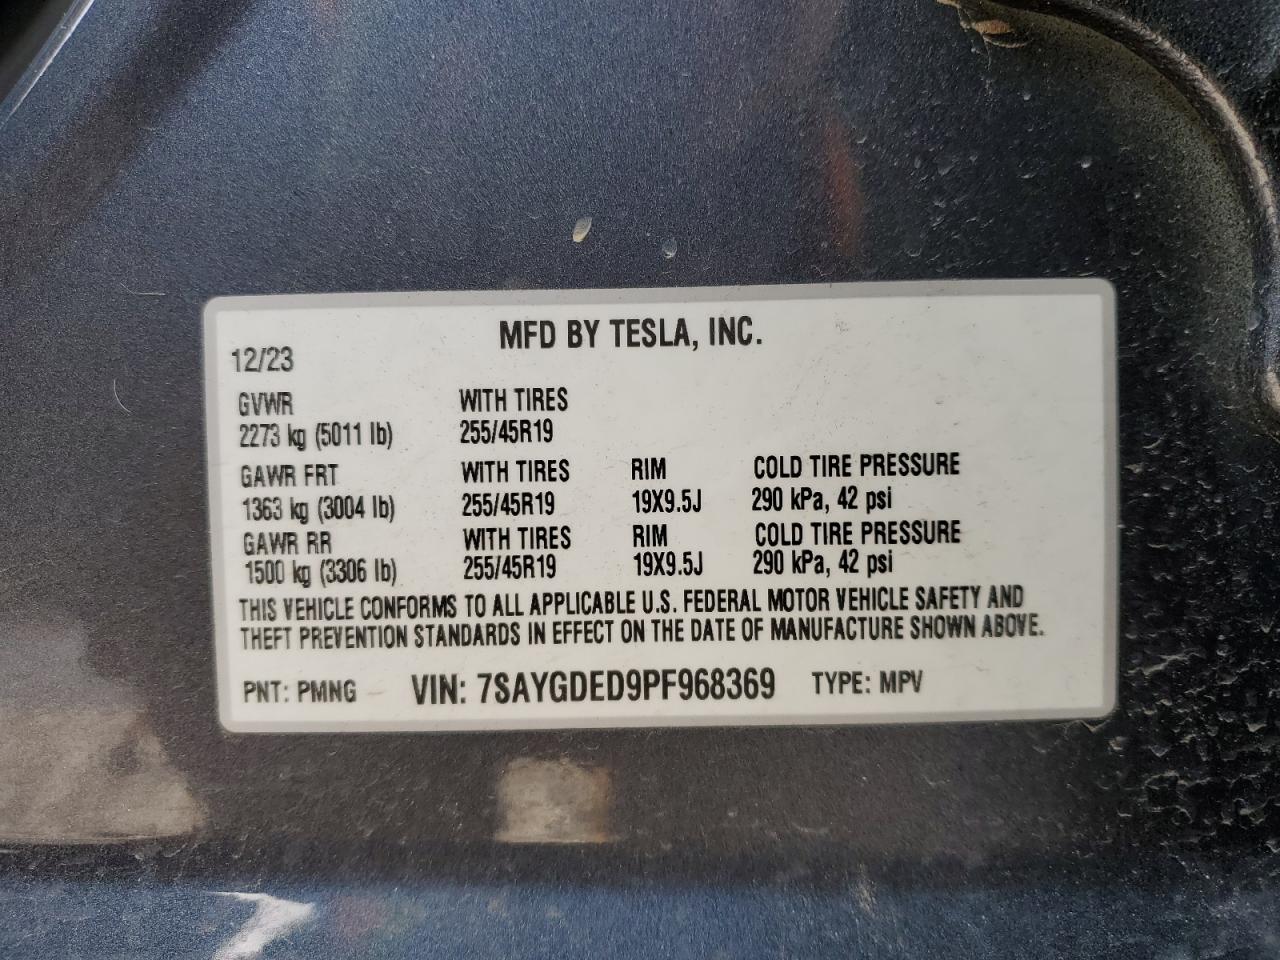 MFD BY TESLA, INC.
12/23
GVWR WITH TIRES
2273 kg (5011 lb) 255/45R19
GAWR FRT WITH TIRES RIM COLD TIRE PRESSURE
1363 kg (3004 lb) 255/45R19 19X9.5J 290 kPa, 42 psi
GAWR RR WITH TIRES RIM COLD TIRE PRESSURE
1500 kg (3306 lb) 255/45R19 19X9.5J 290 kPa, 42 psi
THIS VEHICLE CONFORMS TO ALL APPLICABLE U.S. FEDERAL MOTOR VEHICLE SAFETY AND
THEFT PREVENTION STANDARDS IN EFFECT ON THE DATE OF MANUFACTURE SHOWN ABOVE.
PNT: PMNG VIN: 7SAYGDED9PF968369 TYPE: MPV